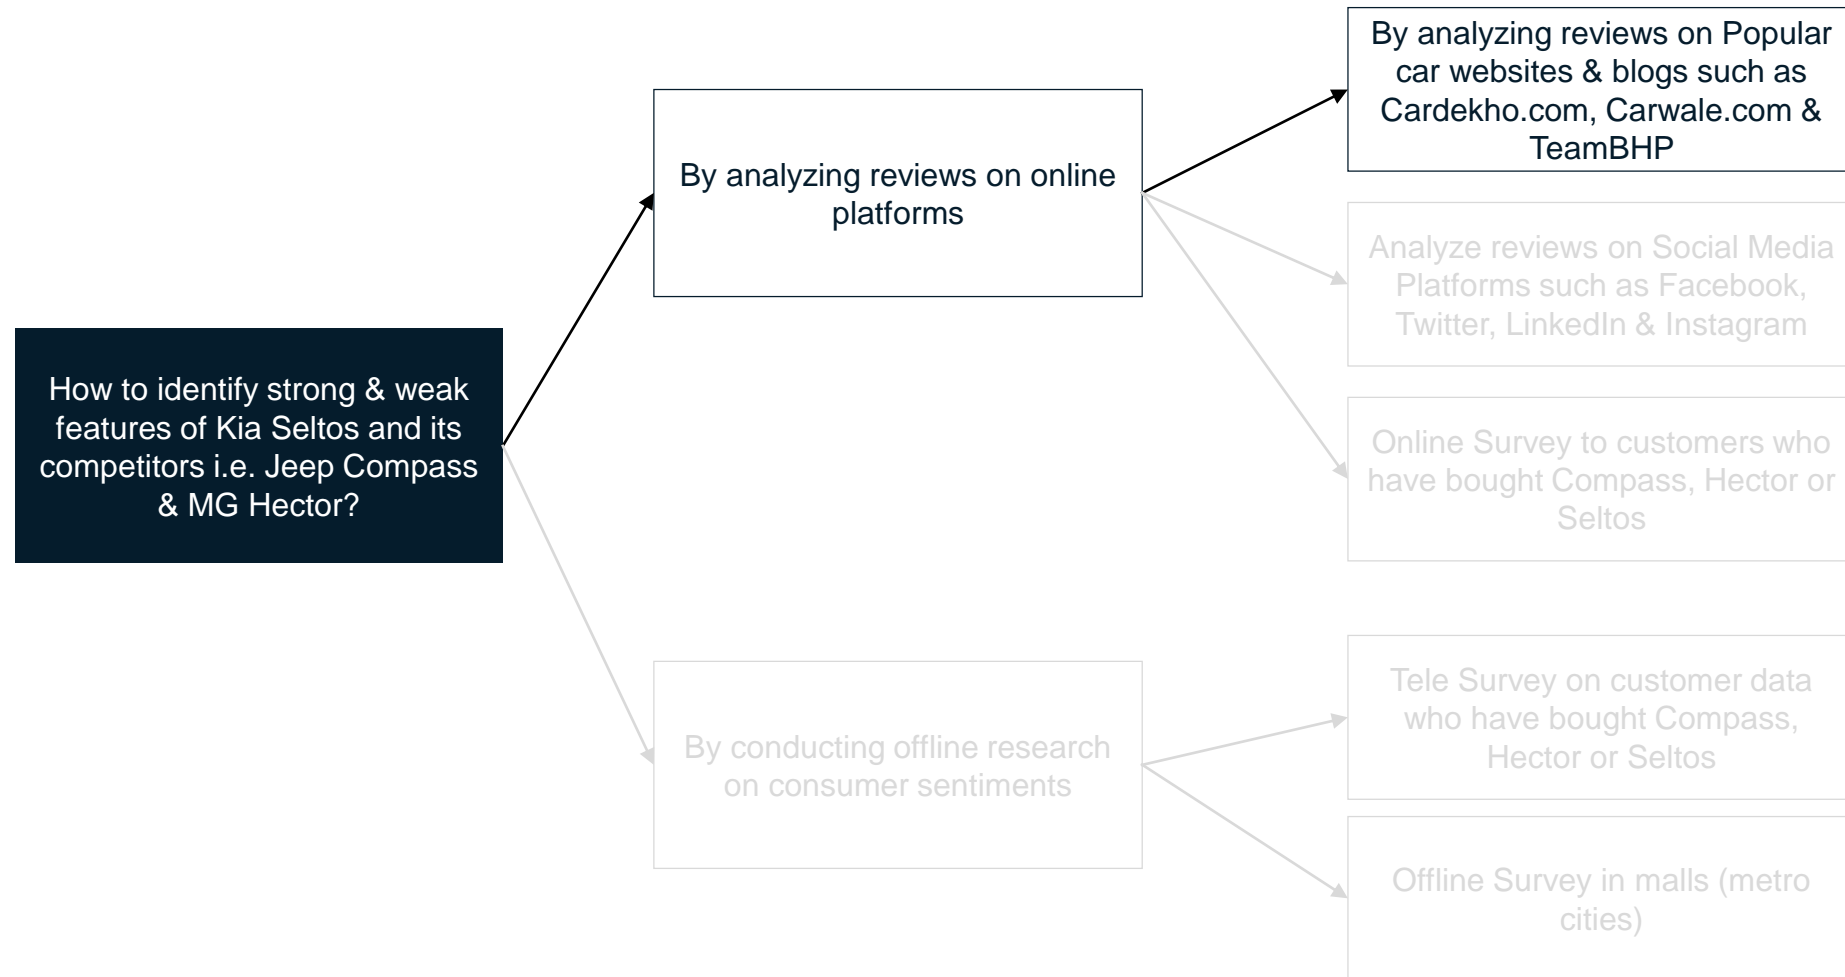 How to identify strong & weak
features of Kia Seltos and its
competitors i.e. Jeep Compass
& MG Hector?
By analyzing reviews on online
platforms
By analyzing reviews on Popular
car websites & blogs such as
Cardekho.com, Carwale.com &
TeamBHP
Analyze reviews on Social Media
Platforms such as Facebook,
Twitter, LinkedIn & Instagram
Online Survey to customers who
have bought Compass, Hector or
Seltos
By conducting offline research
on consumer sentiments
Tele Survey on customer data
who have bought Compass,
Hector or Seltos
Offline Survey in malls (metro
cities)